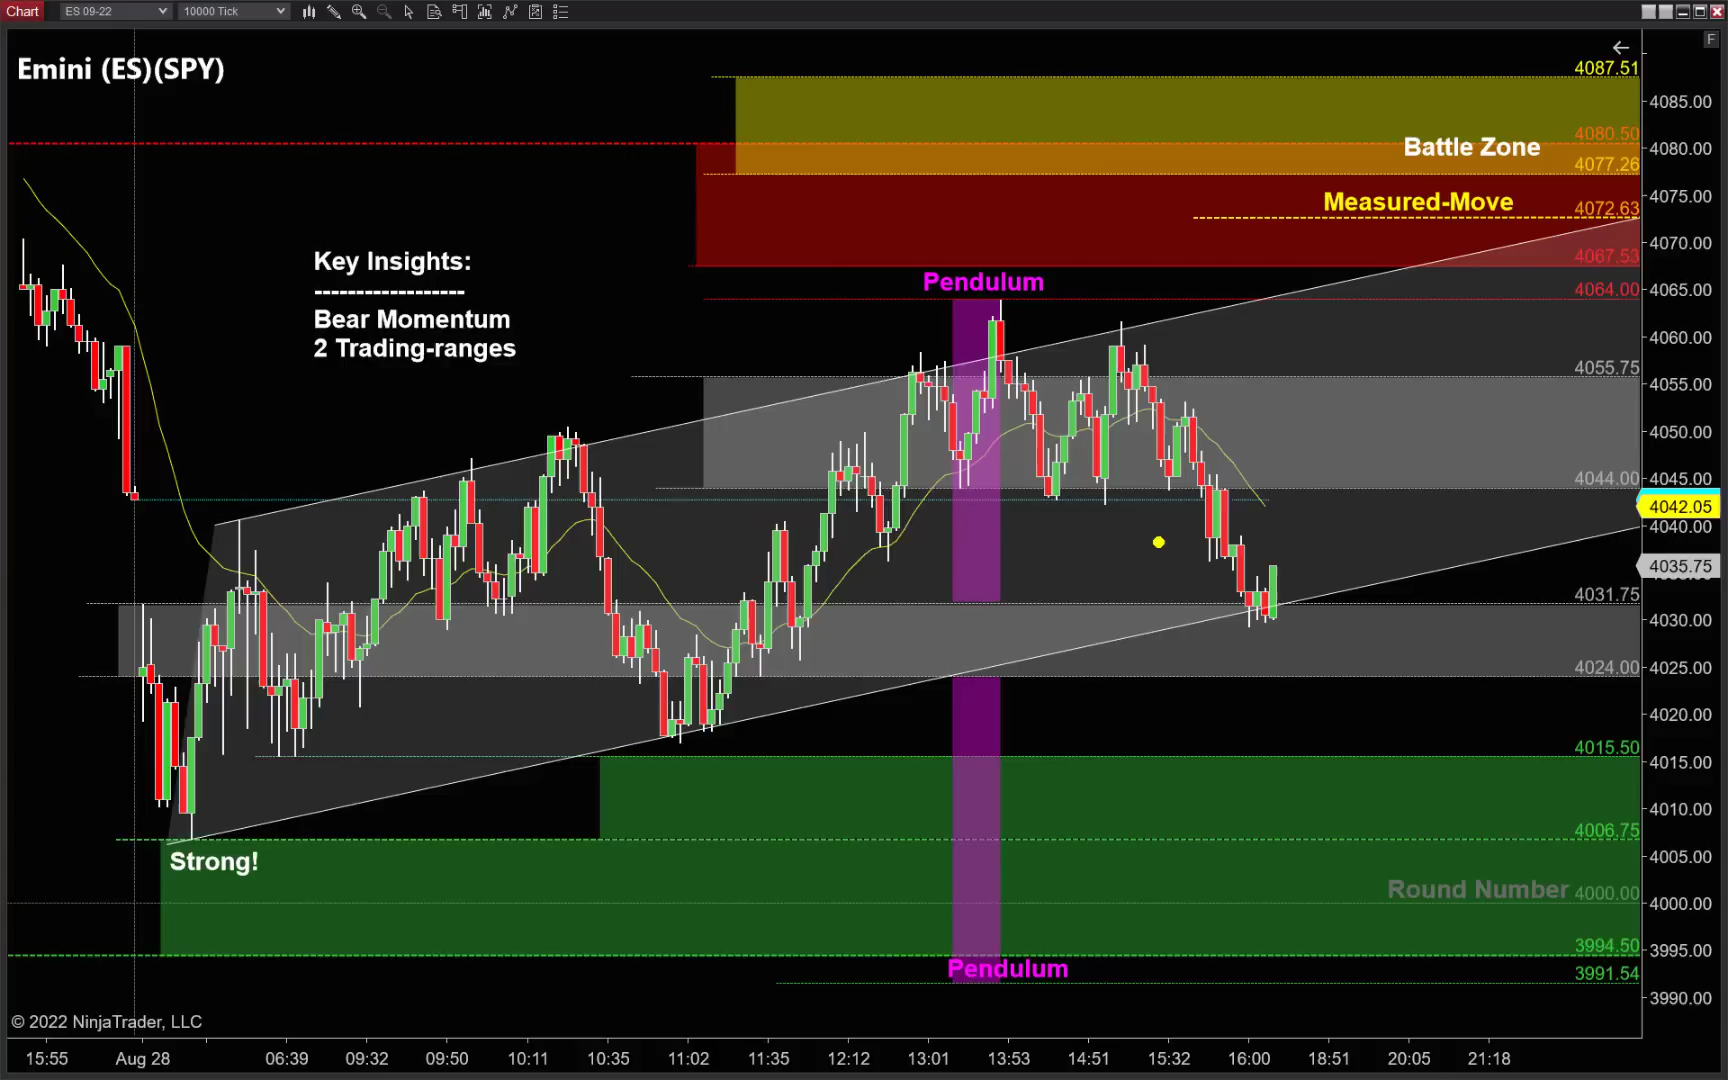 Chart ES 09-22 10000 Tick
F
Emini (ES)(SPY)
4087.51
4085.00
4080.50
4080.00
Battle Zone
4077.26
4075.00
Measured-Move
4072.63
4070.00
Key Insights:
------------------
Bear Momentum
2 Trading-ranges
4067.53
Pendulum
4064.00
4065.00
4060.00
4055.75
4055.00
4050.00
4044.00
4045.00
4042.05
4040.00
4035.75
4031.75
4030.00
4024.00
4025.00
4020.00
4015.50
4015.00
4010.00
4006.75
4005.00
Strong!
Round Number 4000.00
4000.00
3994.50
3995.00
Pendulum
3991.54
3990.00
© 2022 NinjaTrader, LLC
15:55 Aug 28 06:39 09:32 09:50 10:11 10:35 11:02 11:35 12:12 13:01 13:53 14:51 15:32 16:00 18:51 20:05 21:18